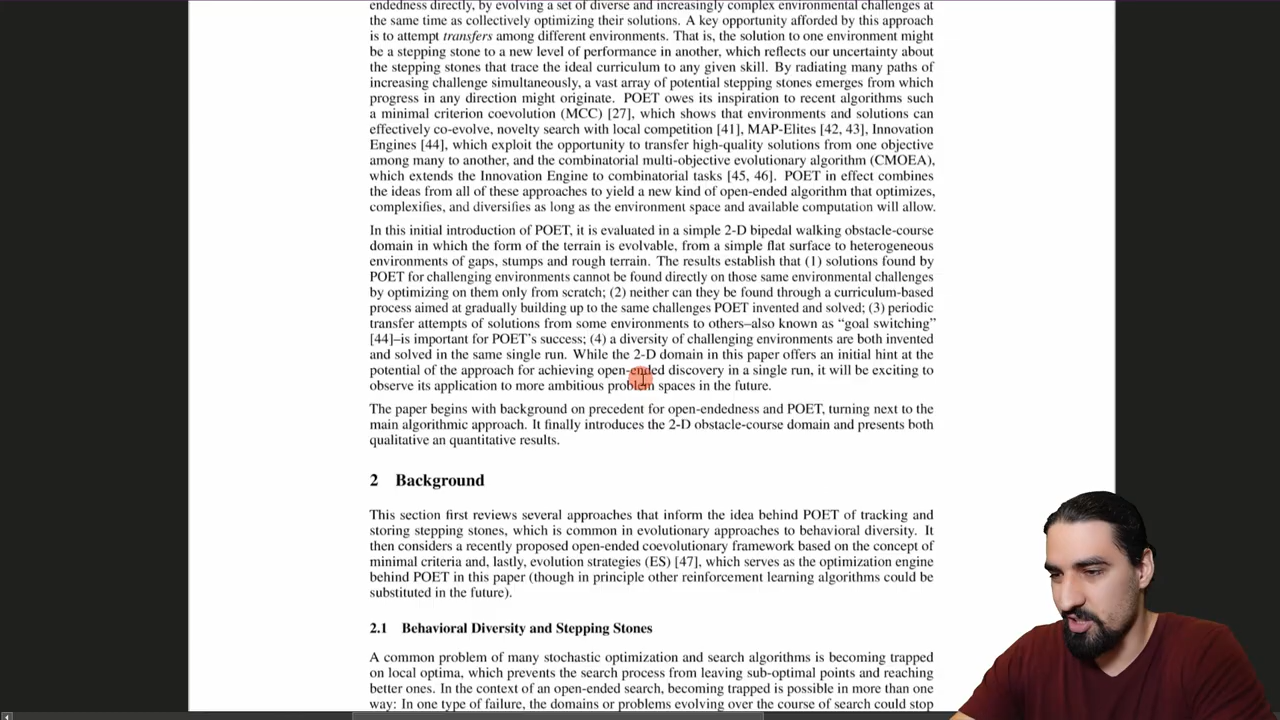 endedness directly, by evolving a set of diverse and increasingly complex environmental challenges at
the same time as collectively optimizing their solutions. A key opportunity afforded by this approach
is to attempt transfers among different environments. That is, the solution to one environment might
be a stepping stone to a new level of performance in another, which reflects our uncertainty about
the stepping stones that trace the ideal curriculum to any given skill. By radiating many paths of
increasing challenge simultaneously, a vast array of potential stepping stones emerges from which
progress in any direction might originate. POET owes its inspiration to recent algorithms such
a minimal criterion coevolution (MCC) [27], which shows that environments and solutions can
effectively co-evolve, novelty search with local competition [41], MAP-Elites [42, 43], Innovation
Engines [44], which exploit the opportunity to transfer high-quality solutions from one objective
among many to another, and the combinatorial multi-objective evolutionary algorithm (CMOEA),
which extends the Innovation Engine to combinatorial tasks [45, 46]. POET in effect combines
the ideas from all of these approaches to yield a new kind of open-ended algorithm that optimizes,
complexifies, and diversifies as long as the environment space and available computation will allow.
In this initial introduction of POET, it is evaluated in a simple 2-D bipedal walking obstacle-course
domain in which the form of the terrain is evolvable, from a simple flat surface to heterogeneous
environments of gaps, stumps and rough terrain. The results establish that (1) solutions found by
POET for challenging environments cannot be found directly on those same environmental challenges
by optimizing on them only from scratch; (2) neither can they be found through a curriculum-based
process aimed at gradually building up to the same challenges POET invented and solved; (3) periodic
transfer attempts of solutions from some environments to others–also known as “goal switching”
[44]–is important for POET’s success; (4) a diversity of challenging environments are both invented
and solved in the same single run. While the 2-D domain in this paper offers an initial hint at the
potential of the approach for achieving open-ended discovery in a single run, it will be exciting to
observe its application to more ambitious problem spaces in the future.
The paper begins with background on precedent for open-endedness and POET, turning next to the
main algorithmic approach. It finally introduces the 2-D obstacle-course domain and presents both
qualitative an quantitative results.
2 Background
This section first reviews several approaches that inform the idea behind POET of tracking and
storing stepping stones, which is common in evolutionary approaches to behavioral diversity. It
then considers a recently proposed open-ended coevolutionary framework based on the concept of
minimal criteria and, lastly, evolution strategies (ES) [47], which serves as the optimization engine
behind POET in this paper (though in principle other reinforcement learning algorithms could be
substituted in the future).
2.1 Behavioral Diversity and Stepping Stones
A common problem of many stochastic optimization and search algorithms is becoming trapped
on local optima, which prevents the search process from leaving sub-optimal points and reaching
better ones. In the context of an open-ended search, becoming trapped is possible in more than one
way: In one type of failure, the domains or problems evolving over the course of search could stop